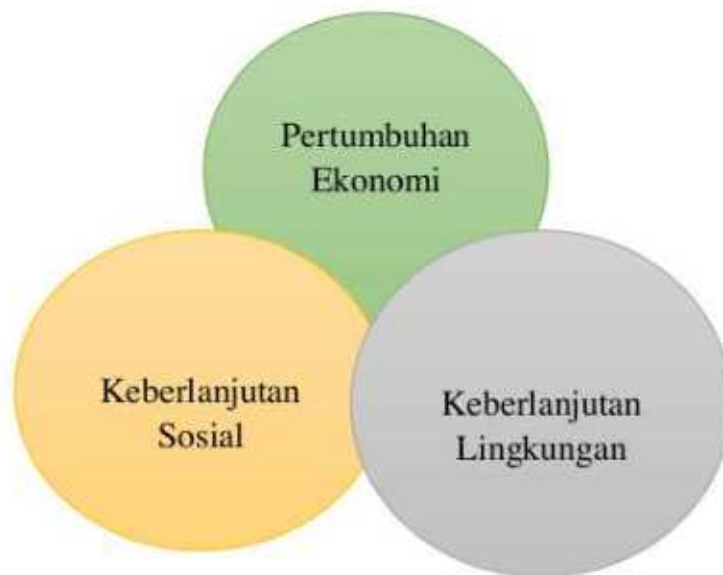 Pertumbuhan
Ekonomi
Keberlanjutan
Sosial
Keberlanjutan
Lingkungan